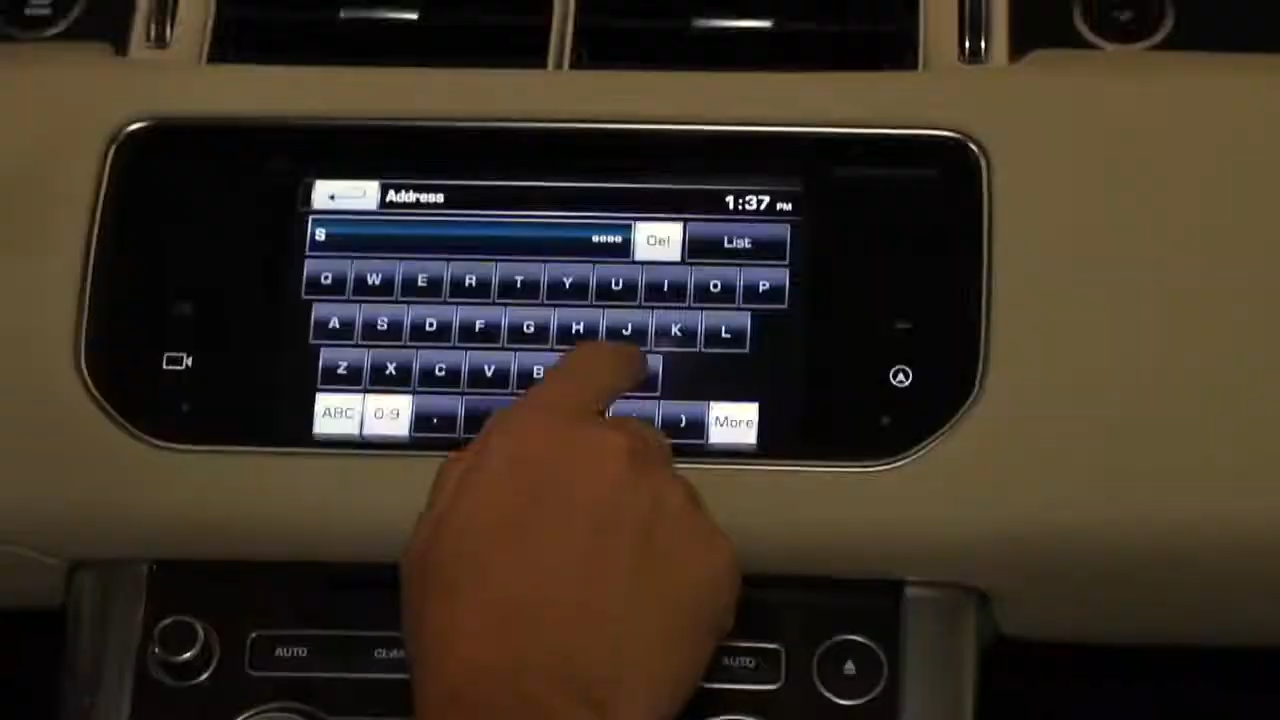 Address 1:37 PM
S Del List
Q W E R T Y U I O P
A S D F G H J K L
Z X C V B
ABC 0-9 , ) More
AUTO AUTO